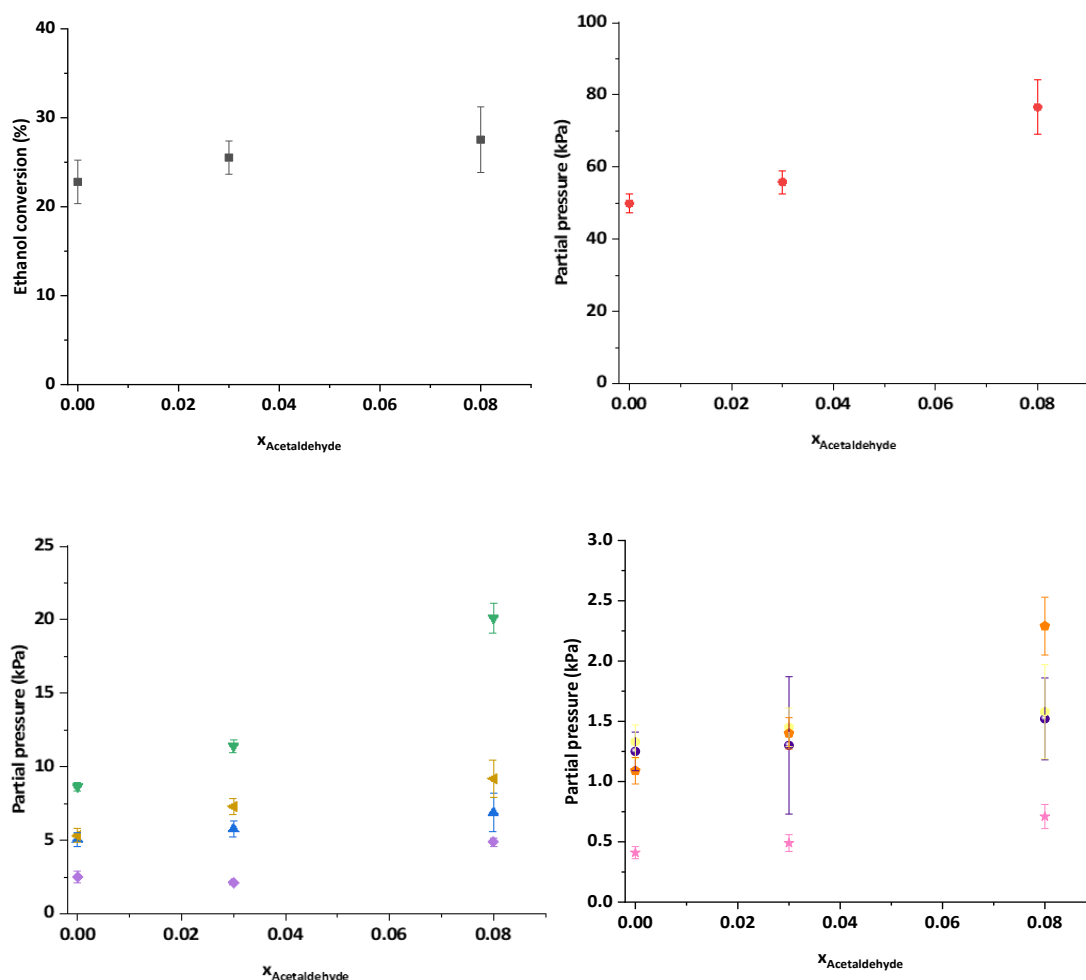 40
30
20
10
0
Ethanol conversion (%)
0.00 0.02 0.04 0.06 0.08
xAcetaldehyde
100
80
60
40
20
0
Partial pressure (kPa)
0.00 0.02 0.04 0.06 0.08
xAcetaldehyde
25
20
15
10
5
0
Partial pressure (kPa)
0.00 0.02 0.04 0.06 0.08
xAcetaldehyde
3.0
2.5
2.0
1.5
1.0
0.5
0.0
Partial pressure (kPa)
0.00 0.02 0.04 0.06 0.08
xAcetaldehyde